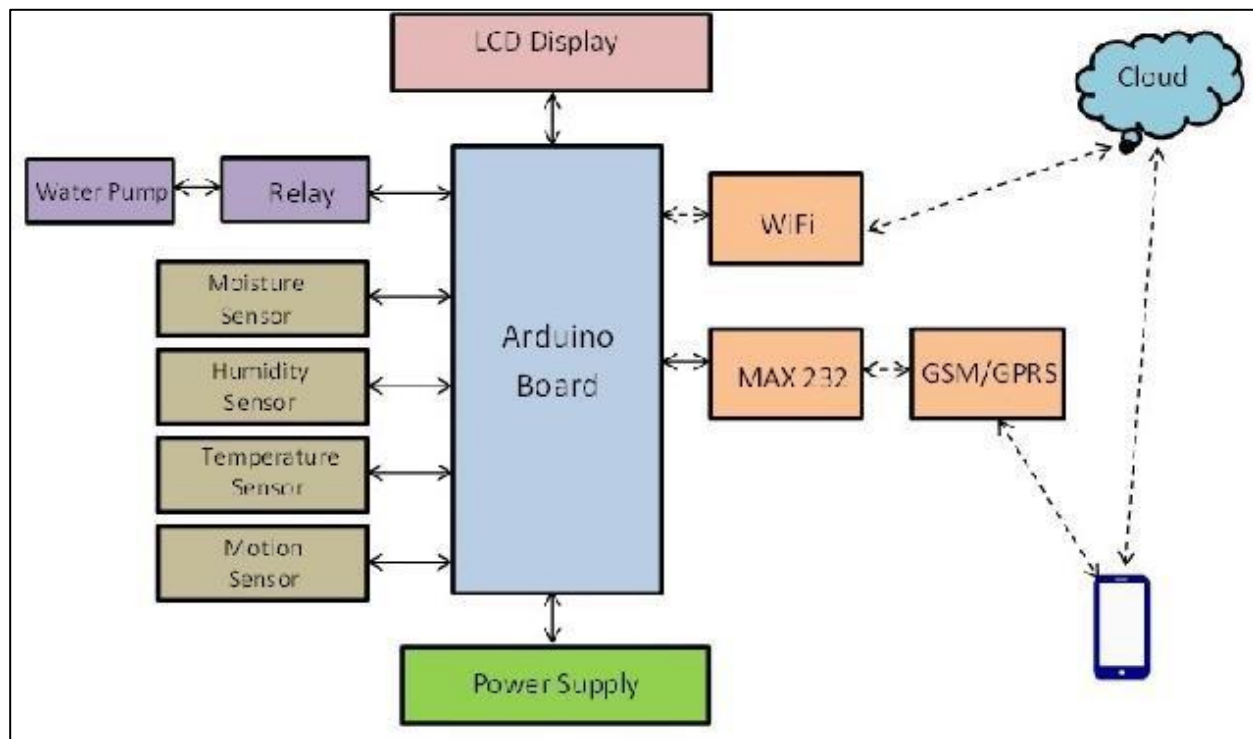 LCD Display
Cloud
Water Pump
Relay
WiFi
Moisture
Sensor
Humidity
Sensor
Temperature
Sensor
Motion
Sensor
Arduino
Board
MAX 232
GSM/GPRS
Power Supply